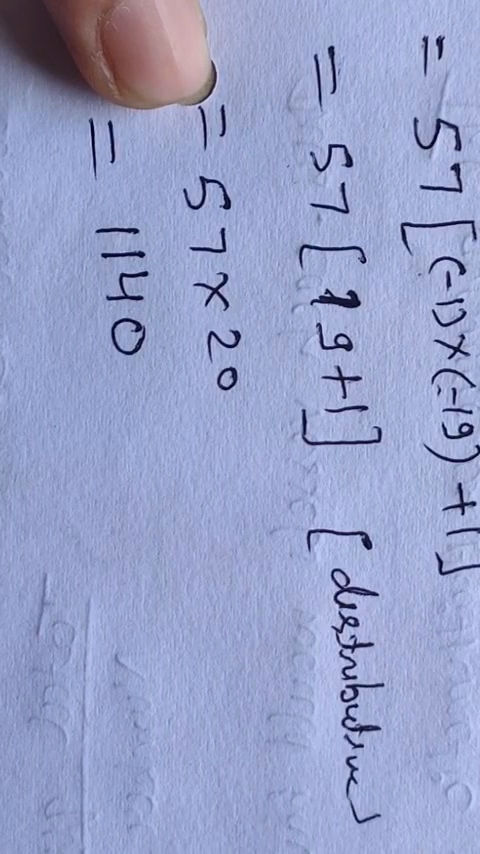 = 57 [(-1)×(-19) + 1]
= 57 [19+1] [distributive]
= 57×20
= 1140